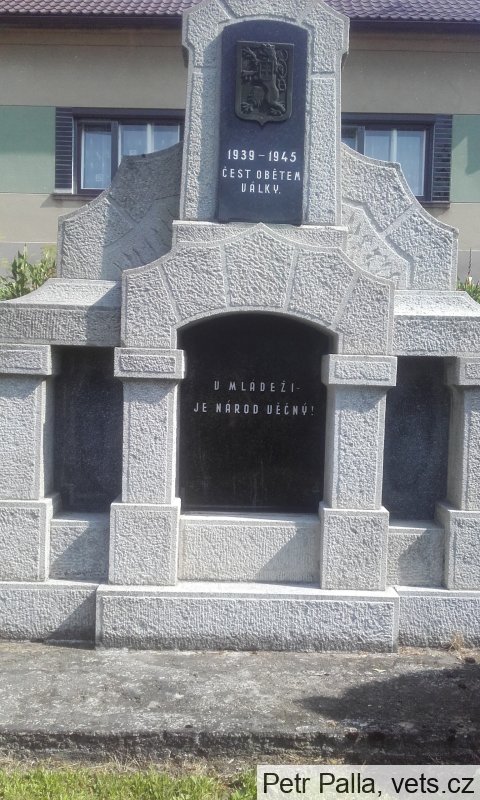 1939 - 1945
ČEST OBĚTEM
VÁLKY.
V MLÁDEŽI-
JE NÁROD VĚČNÝ!
Petr Palla, vets.cz